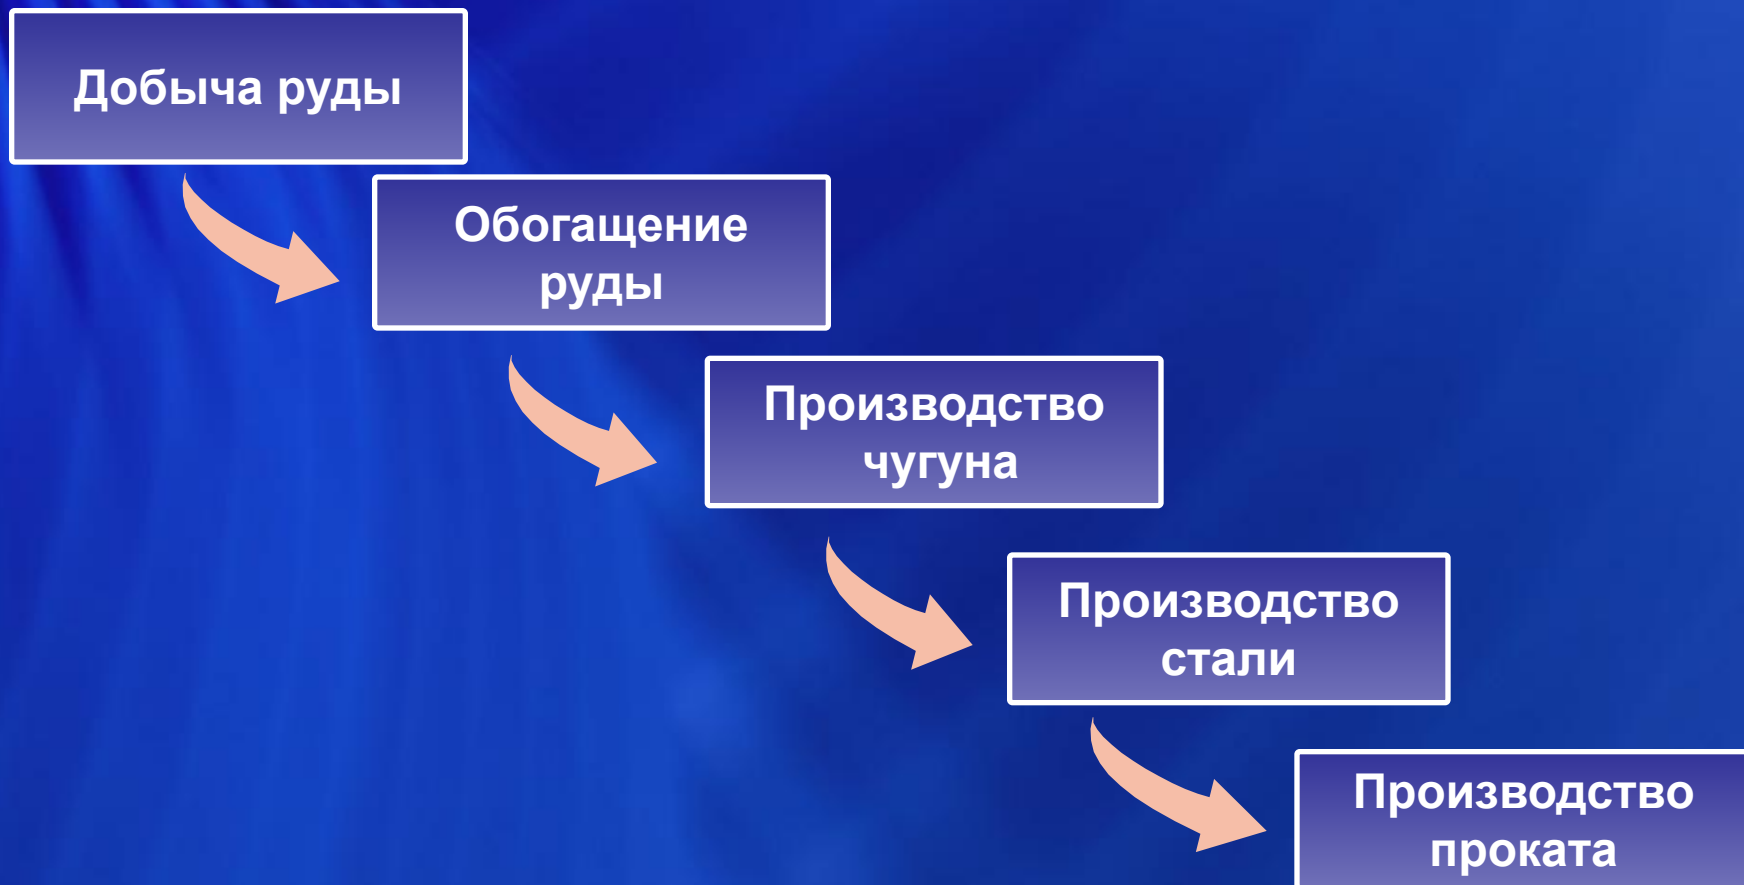 Добыча руды
Обогащение
руды
Производство
чугуна
Производство
стали
Производство
проката